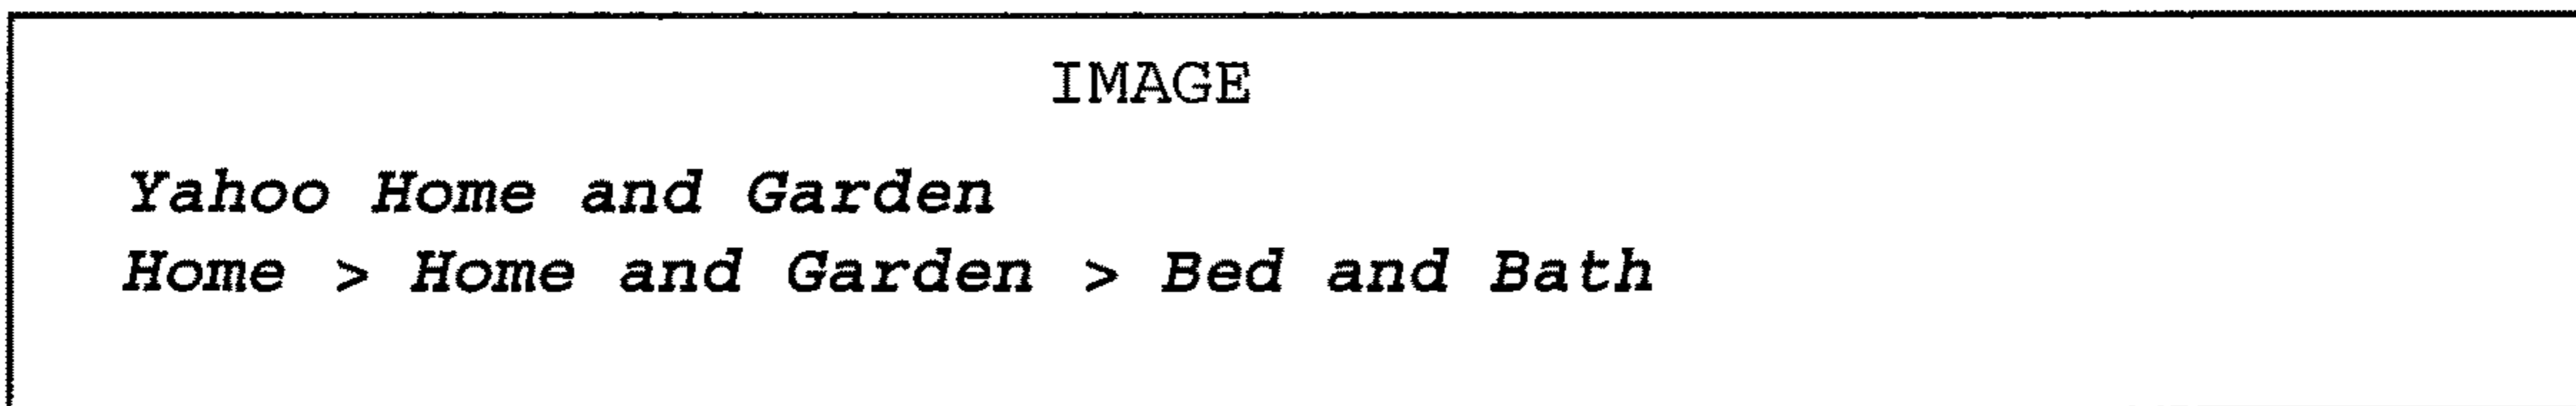 IMAGE
Yahoo Home and Garden
Home > Home and Garden > Bed and Bath